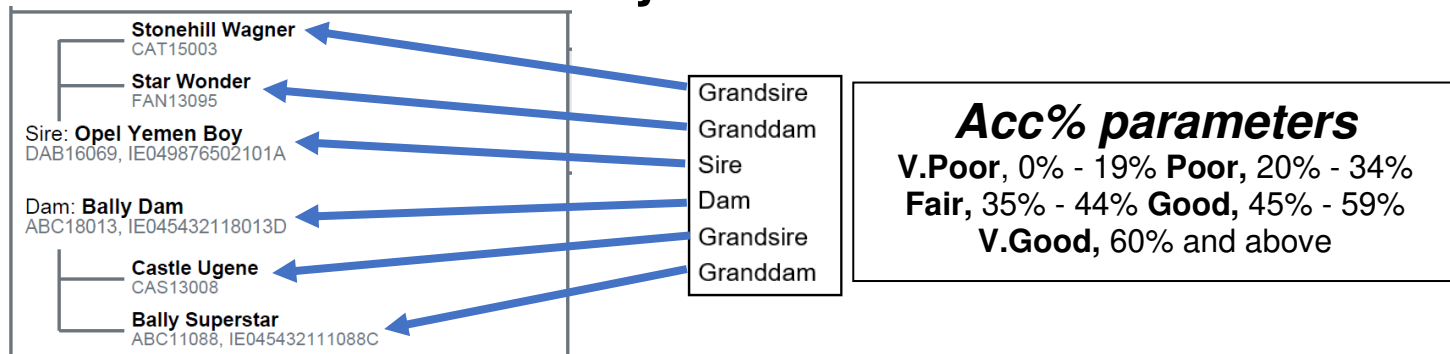 Stonehill Wagner
CAT15003
Star Wonder
FAN13095
Sire: Opel Yemen Boy
DAB16069, IE049876502101A
Dam: Bally Dam
ABC18013, IE045432118013D
Castle Ugene
CAS13008
Bally Superstar
ABC11088, IE045432111088C
Grandsire
Granddam
Sire
Dam
Grandsire
Granddam
Acc% parameters
V.Poor, 0% - 19% Poor, 20% - 34%
Fair, 35% - 44% Good, 45% - 59%
V.Good, 60% and above